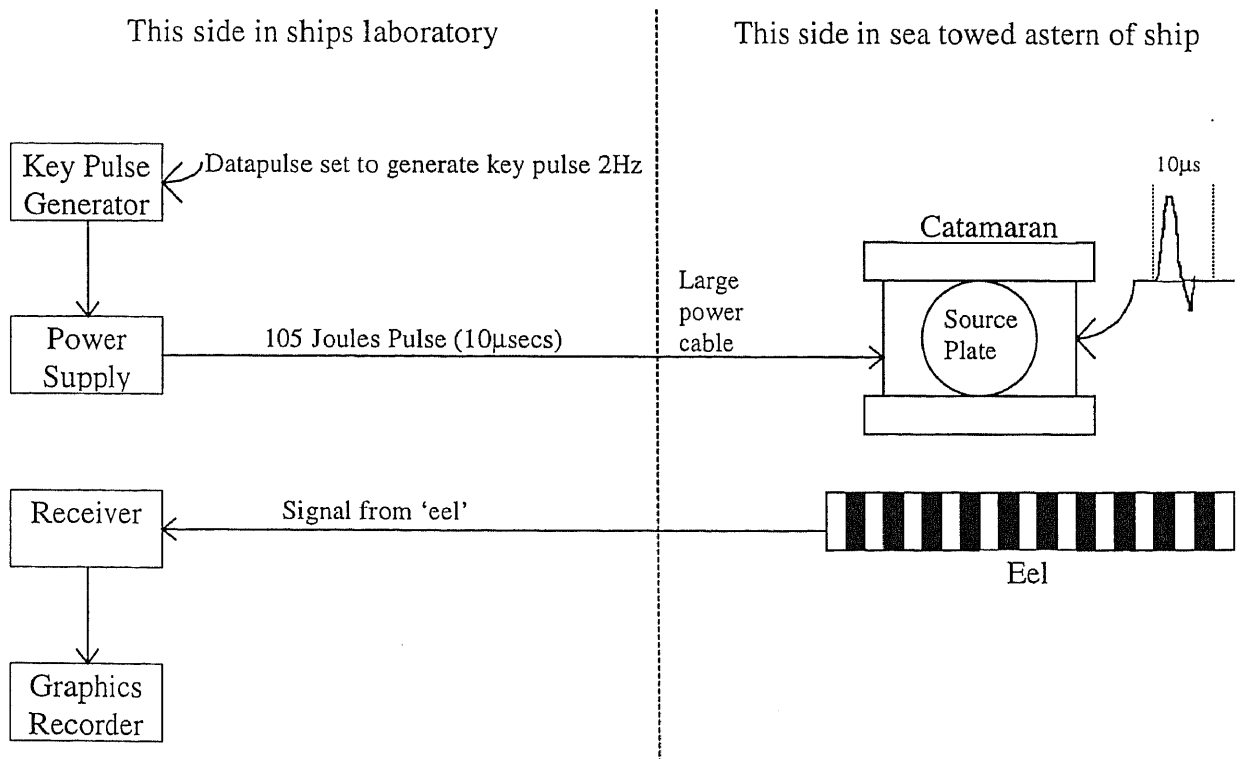 This side in ships laboratory
This side in sea towed astern of ship
Key Pulse
Generator
Datapulse set to generate key pulse 2Hz
10μs
Catamaran
Large
power
cable
Source
Plate
Power
Supply
105 Joules Pulse (10μsecs)
Receiver
Signal from ‘eel’
Eel
Graphics
Recorder